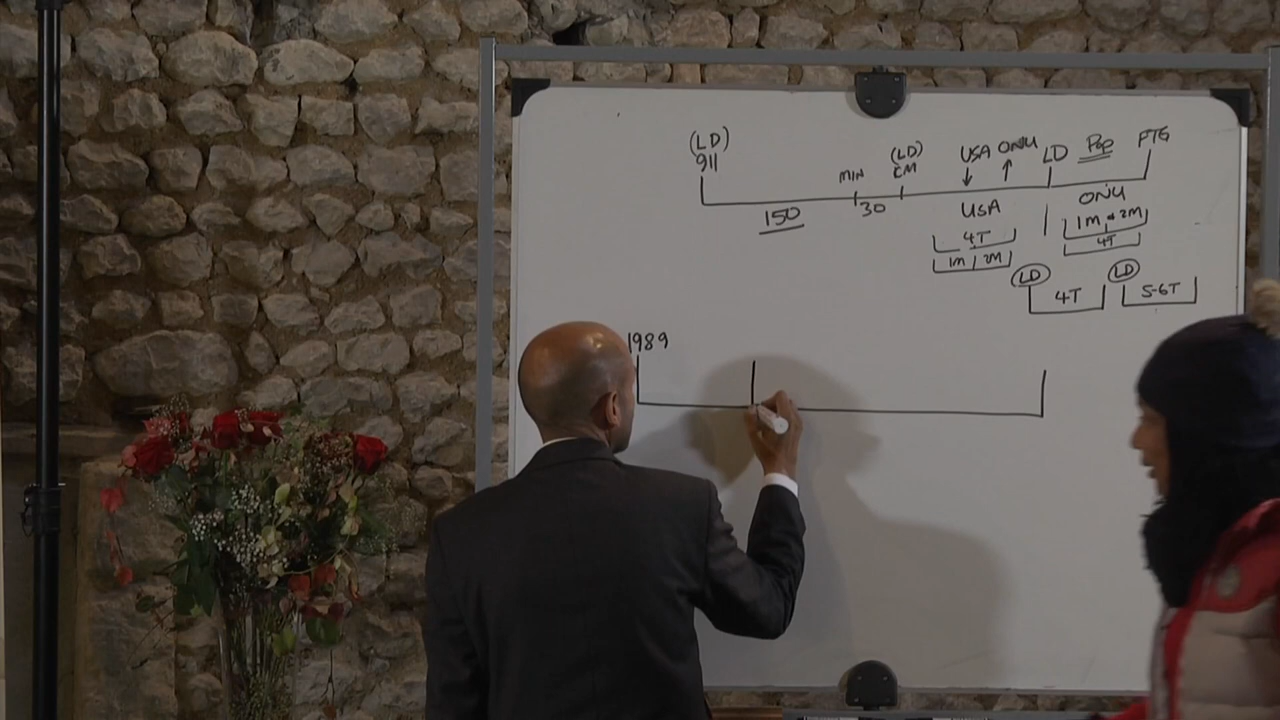 (LD) (LD) USA ONU LD Pop PTG
911 MIN CM
150 30 USA ONU
4T 1M & 2M
1M 2M 4T
LD LD
4T 5-6T
1989